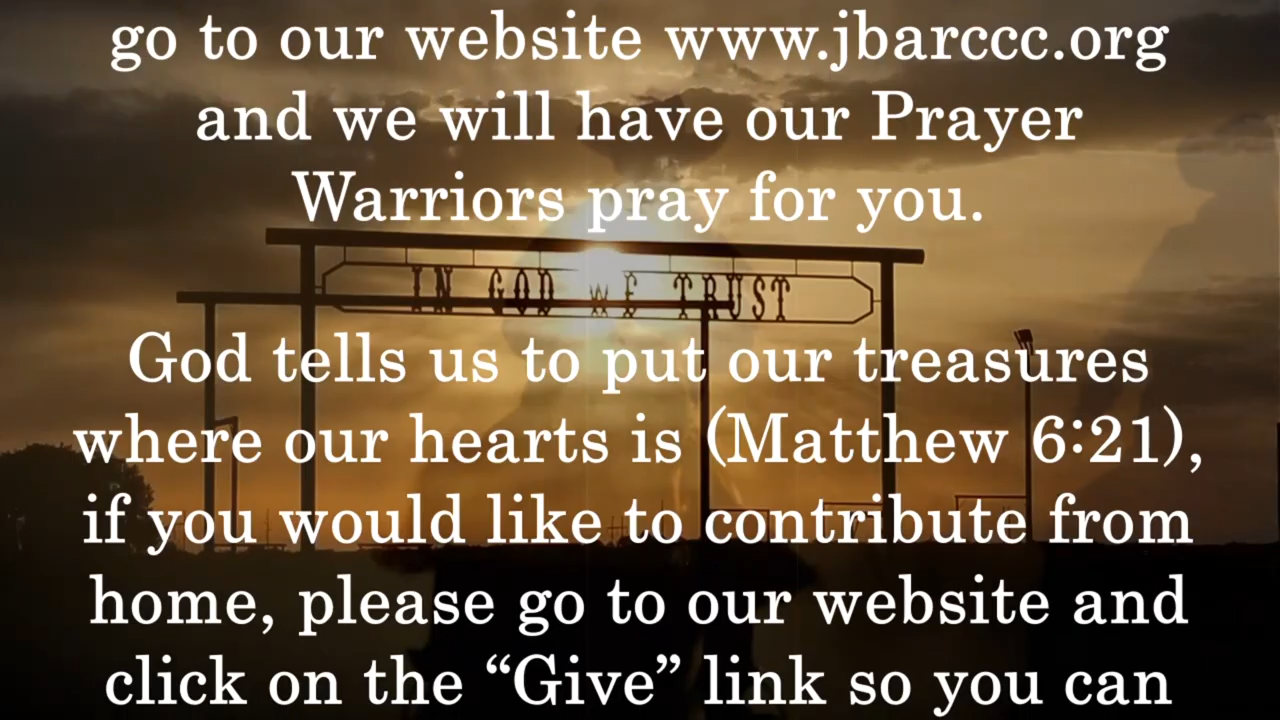 go to our website www.jbarccc.org
and we will have our Prayer
Warriors pray for you.
IN GOD WE TRUST
God tells us to put our treasures
where our hearts is (Matthew 6:21),
if you would like to contribute from
home, please go to our website and
click on the “Give” link so you can